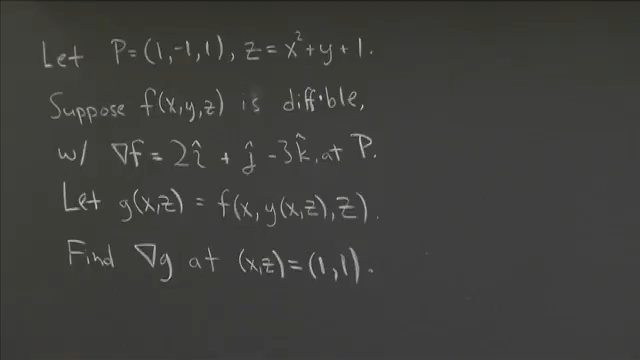 Let P=(1,-1,1), z=x²+y+1.
Suppose f(x,y,z) is diff'ble,
w/ ∇f = 2î + ĵ -3k̂, at P.
Let g(x,z) = f(x, y(x,z), z).
Find ∇g at (x,z)=(1,1).